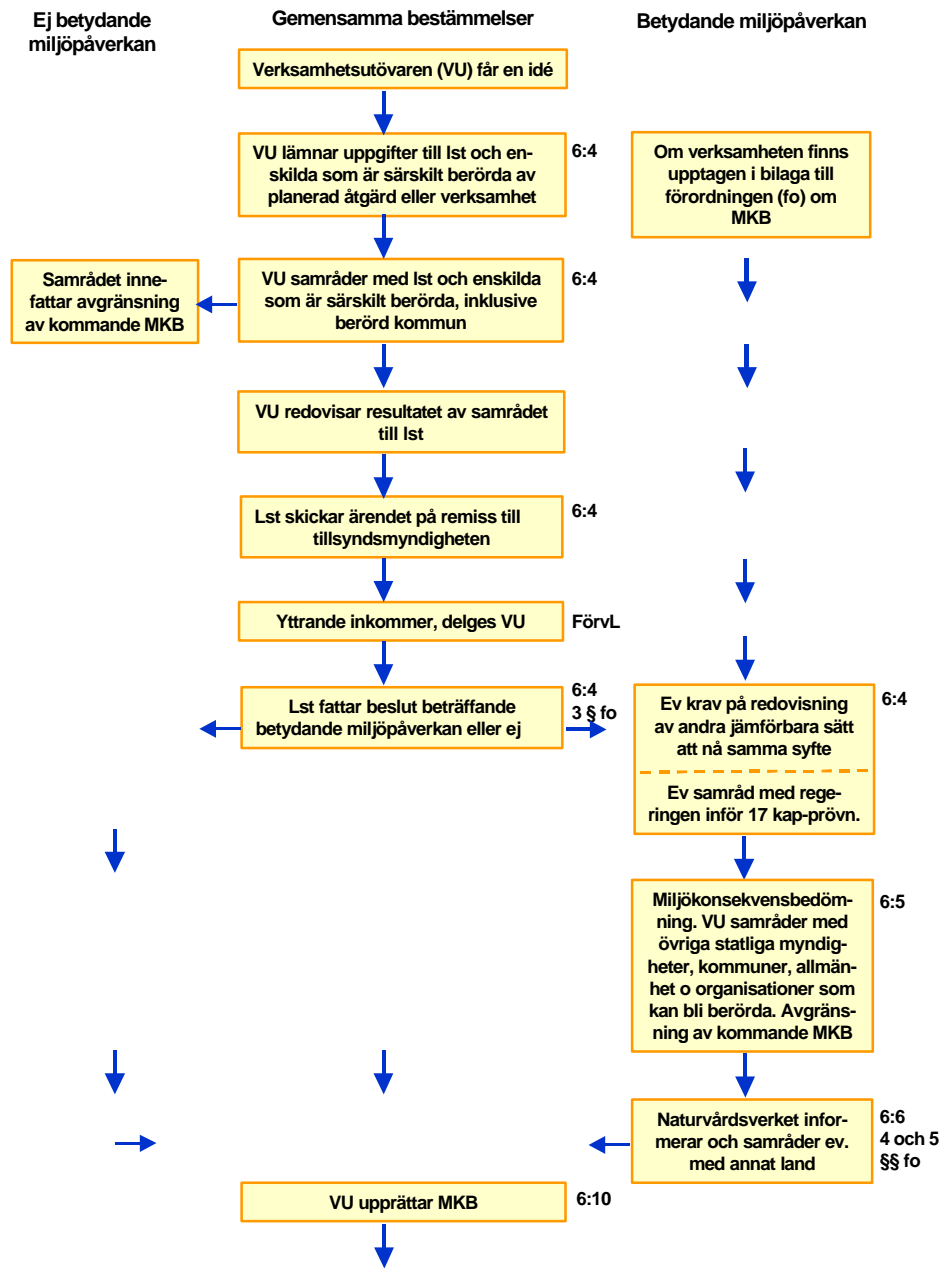 Ej betydande
miljöpåverkan
Gemensamma bestämmelser
Betydande miljöpåverkan
Verksamhetsutövaren (VU) får en idé
VU lämnar uppgifter till lst och en-
skilda som är särskilt berörda av
planerad åtgärd eller verksamhet
6:4
Om verksamheten finns
upptagen i bilaga till
förordningen (fo) om
MKB
Samrådet inne-
fattar avgränsning
av kommande MKB
VU samråder med lst och enskilda
som är särskilt berörda, inklusive
berörd kommun
6:4
VU redovisar resultatet av samrådet
till lst
Lst skickar ärendet på remiss till
tillsyndsmyndigheten
6:4
Yttrande inkommer, delges VU
FörvL
Lst fattar beslut beträffande
betydande miljöpåverkan eller ej
6:4
3 § fo
Ev krav på redovisning
av andra jämförbara sätt
att nå samma syfte
6:4
Ev samråd med rege-
ringen inför 17 kap-prövn.
Miljökonsekvensbedöm-
ning. VU samråder med
övriga statliga myndig-
heter, kommuner, allmän-
het o organisationer som
kan bli berörda. Avgräns-
ning av kommande MKB
6:5
Naturvårdsverket infor-
merar och samråder ev.
med annat land
6:6
4 och 5
§§ fo
VU upprättar MKB
6:10